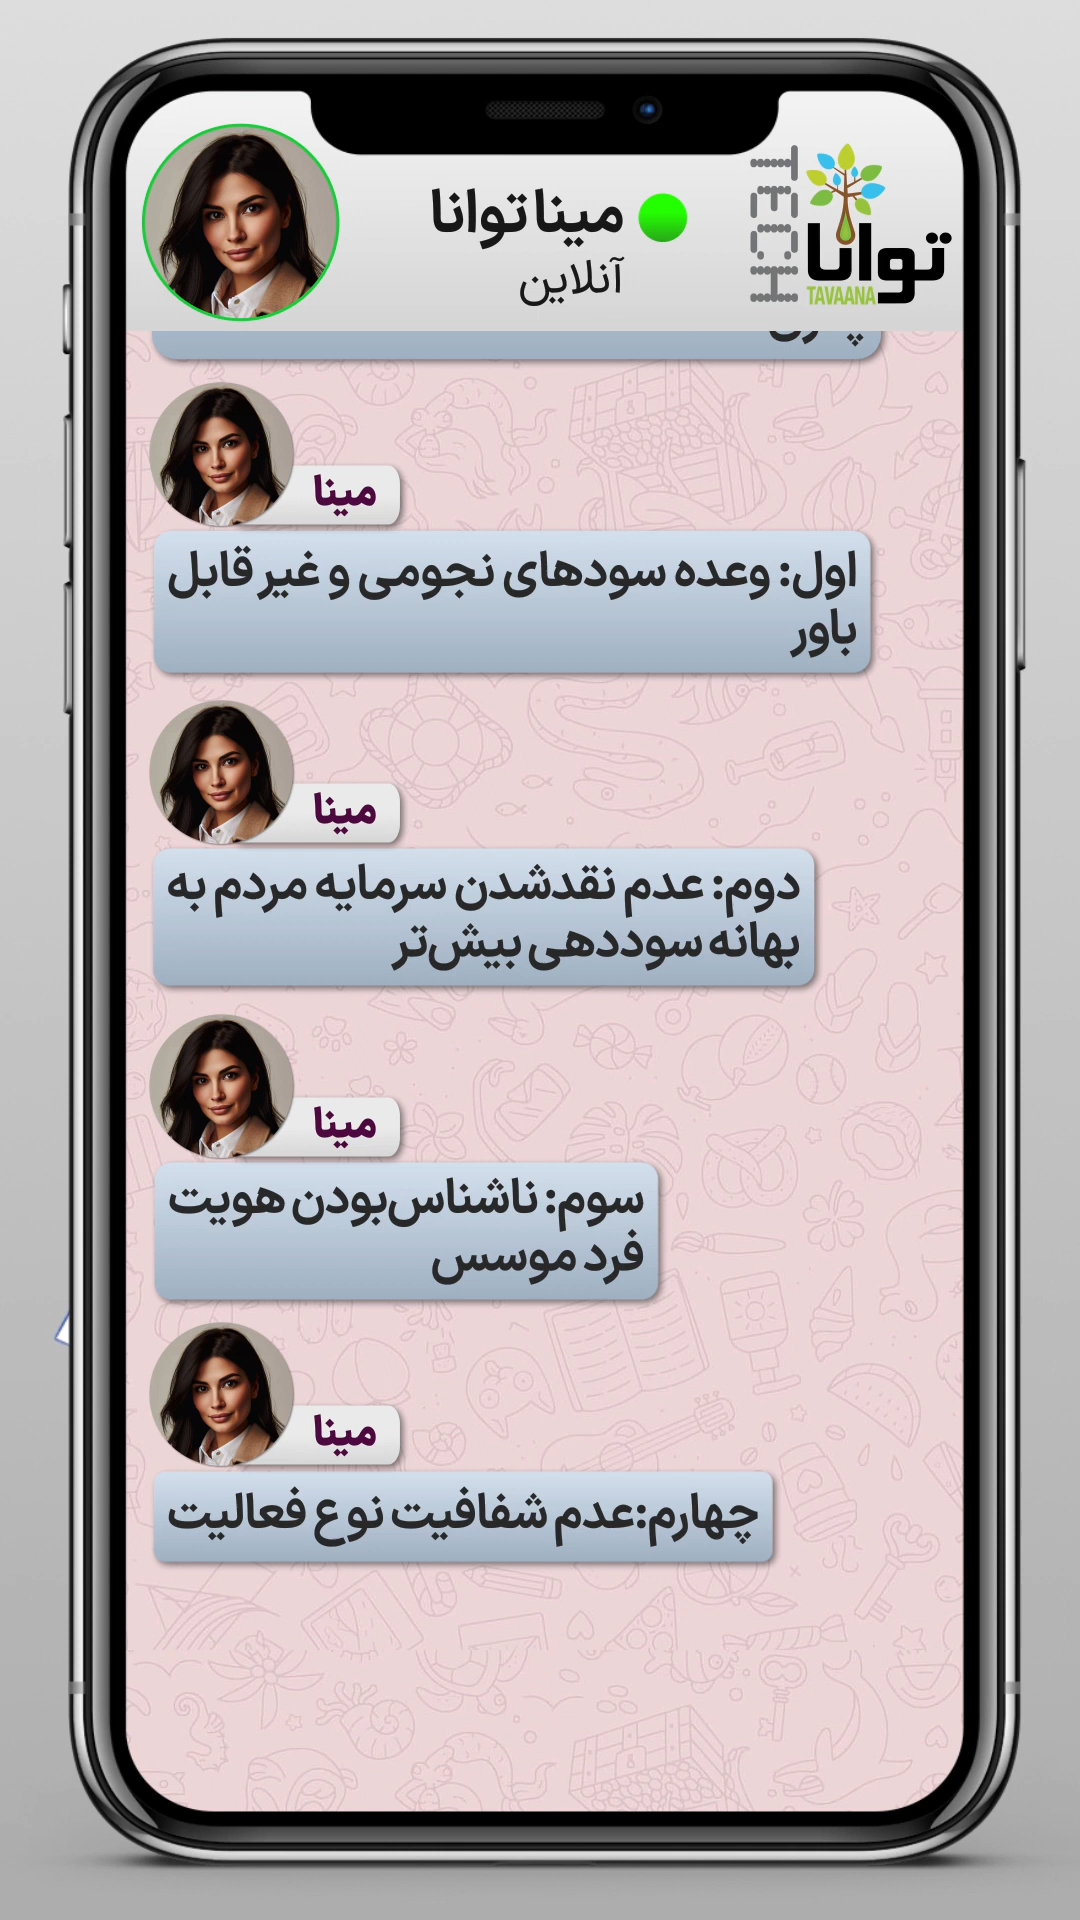 مینا توانا
آنلاین
TECH
توانا
TAVAANA
مینا
اول: وعده سودهای نجومی و غیر قابل
باور
مینا
دوم: عدم نقدشدن سرمایه مردم به
بهانه سوددهی بیش‌تر
مینا
سوم: ناشناس‌بودن هویت
فرد موسس
مینا
چهارم:عدم شفافیت نوع فعالیت